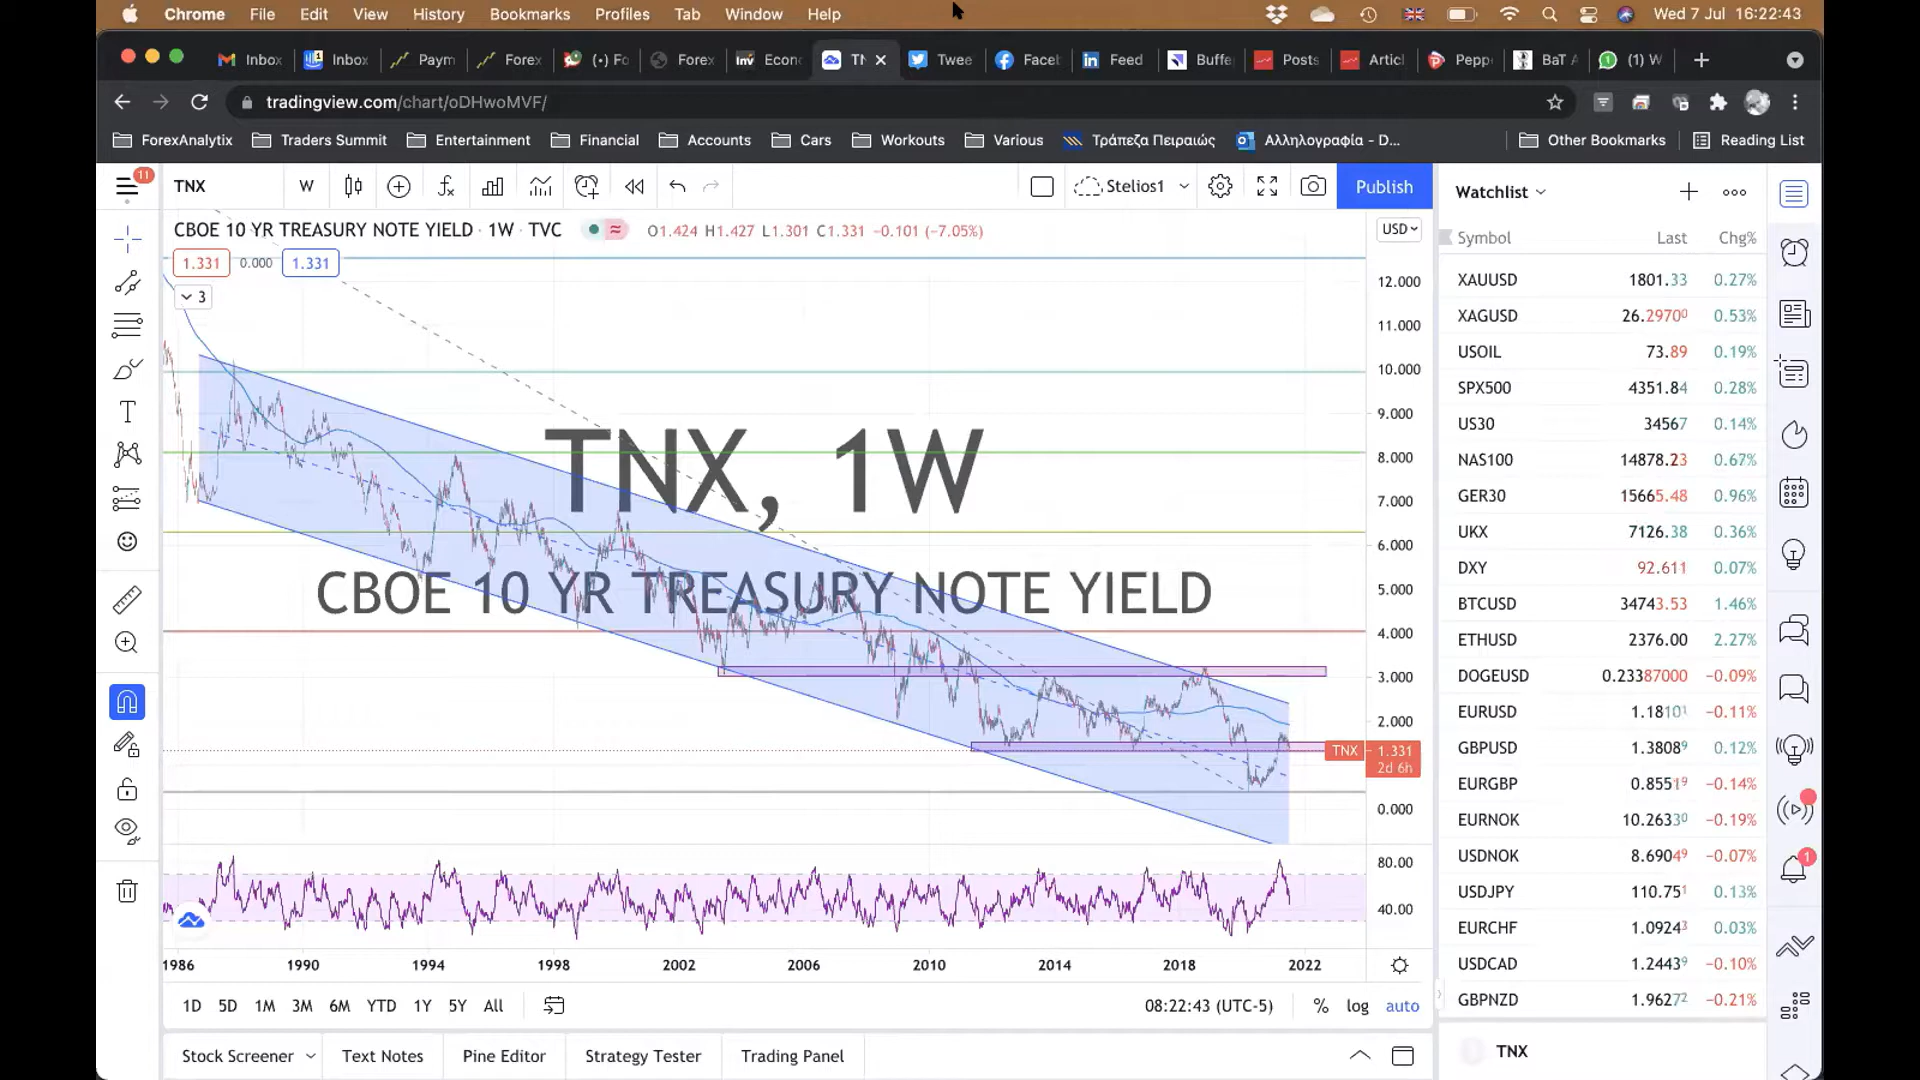 Chrome File Edit View History Bookmarks Profiles Tab Window Help Wed 7 Jul 16:22:43
Inbox Inbox Paym Forex (·) Fo Forex inv Econ TN Twee Facet Feed Buffe Posts Articl Pepp BaT A (1) W
tradingview.com/chart/oDHwoMVF/
ForexAnalytix Traders Summit Entertainment Financial Accounts Cars Workouts Various Τράπεζα Πειραιώς Αλληλογραφία - D... Other Bookmarks Reading List
11
TNX W Stelios1 Publish
CBOE 10 YR TREASURY NOTE YIELD · 1W · TVC O1.424 H1.427 L1.301 C1.331 −0.101 (−7.05%) USD
1.331 0.000 1.331
3
TNX, 1W
CBOE 10 YR TREASURY NOTE YIELD
12.000
11.000
10.000
9.000
8.000
7.000
6.000
5.000
4.000
3.000
2.000
TNX 1.331
2d 6h
0.000
80.00
40.00
1986 1990 1994 1998 2002 2006 2010 2014 2018 2022
1D 5D 1M 3M 6M YTD 1Y 5Y All 08:22:43 (UTC-5) % log auto
Stock Screener Text Notes Pine Editor Strategy Tester Trading Panel
Watchlist
Symbol Last Chg%
XAUUSD 1801.33 0.27%
XAGUSD 26.2970 0.53%
USOIL 73.89 0.19%
SPX500 4351.84 0.28%
US30 34567 0.14%
NAS100 14878.23 0.67%
GER30 15665.48 0.96%
UKX 7126.38 0.36%
DXY 92.611 0.07%
BTCUSD 34743.53 1.46%
ETHUSD 2376.00 2.27%
DOGEUSD 0.23387000 −0.09%
EURUSD 1.18101 −0.11%
GBPUSD 1.38089 0.12%
EURGBP 0.85519 −0.14%
EURNOK 10.26330 −0.19%
USDNOK 8.69049 −0.07%
USDJPY 110.751 0.13%
EURCHF 1.09243 0.03%
USDCAD 1.24439 −0.10%
GBPNZD 1.96272 −0.21%
TNX
1